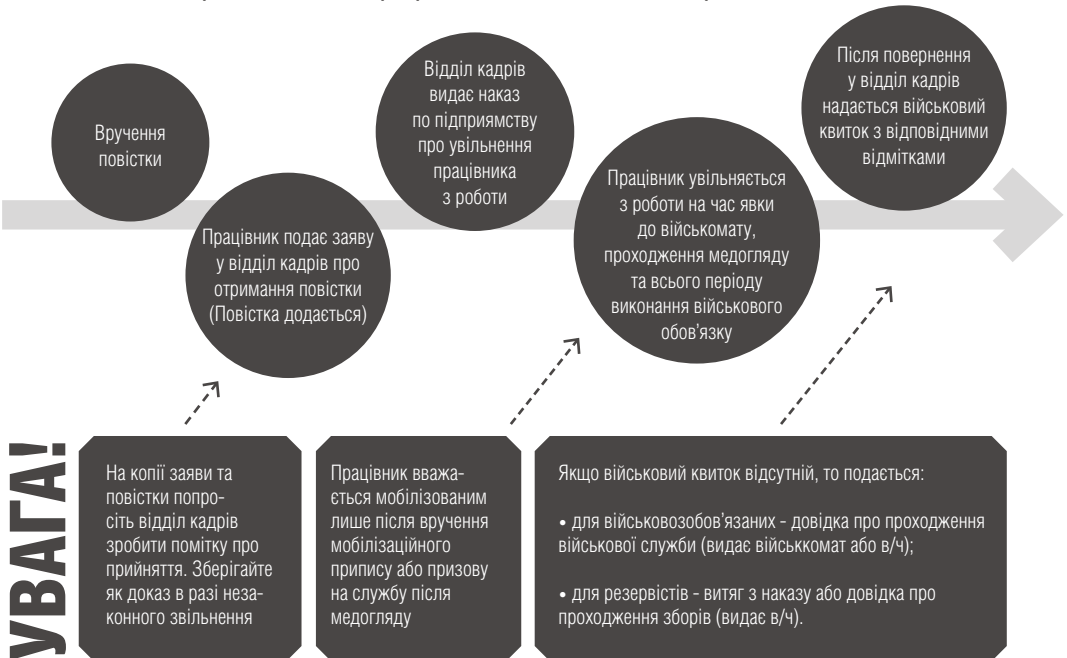 Вручення
повістки
Працівник подає заяву
у відділ кадрів про
отримання повістки
(Повістка додається)
Відділ кадрів
видає наказ
по підприямству
про увільнення
працівника
з роботи
Працівник увільняється
з роботи на час явки
до військомату,
проходження медогляду
та всього періоду
виконання військового
обов'язку
Після повернення
у відділ кадрів
надається військовий
квиток з відповідними
відмітками
УВАГА!
На копії заяви та
повістки попро-
сіть відділ кадрів
зробити помітку про
прийняття. Зберігайте
як доказ в разі неза-
конного звільнення
Працівник вважа-
ється мобілізованим
лише після вручення
мобілізаційного
припису або призову
на службу після
медогляду
Якщо військовий квиток відсутній, то подається:
• для військовозобов'язаних - довідка про проходження
військової служби (видає військкомат або в/ч);
• для резервістів - витяг з наказу або довідка про
проходження зборів (видає в/ч).